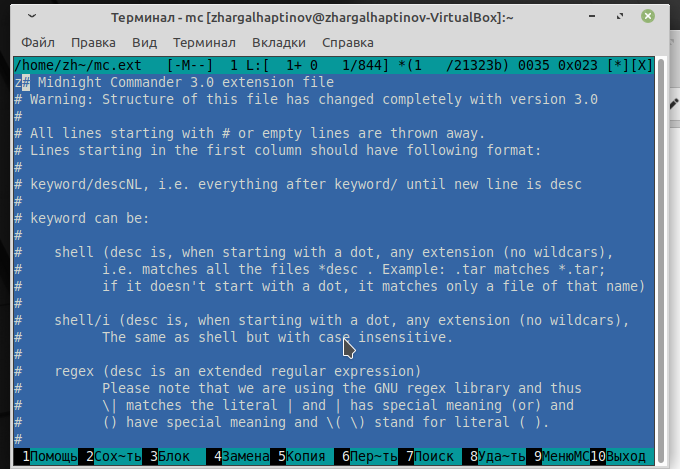 Терминал - mc [zhargalhaptinov@zhargalhaptinov-VirtualBox]:~
Файл Правка Вид Терминал Вкладки Справка
/home/zh~/mc.ext [-M--] 1 L:[ 1+ 0 1/844] *(1 /21323b) 0035 0x023 [*][X]
z# Midnight Commander 3.0 extension file
# Warning: Structure of this file has changed completely with version 3.0
#
# All lines starting with # or empty lines are thrown away.
# Lines starting in the first column should have following format:
#
# keyword/descNL, i.e. everything after keyword/ until new line is desc
#
# keyword can be:
#
# shell (desc is, when starting with a dot, any extension (no wildcars),
# i.e. matches all the files *desc . Example: .tar matches *.tar;
# if it doesn't start with a dot, it matches only a file of that name)
#
# shell/i (desc is, when starting with a dot, any extension (no wildcars),
# The same as shell but with case insensitive.
#
# regex (desc is an extended regular expression)
# Please note that we are using the GNU regex library and thus
# \| matches the literal | and | has special meaning (or) and
# () have special meaning and \( \) stand for literal ( ).
#
1Помощь 2Сох~ть 3Блок 4Замена 5Копия 6Пер~ть 7Поиск 8Уда~ть 9МенюMC 10Выход